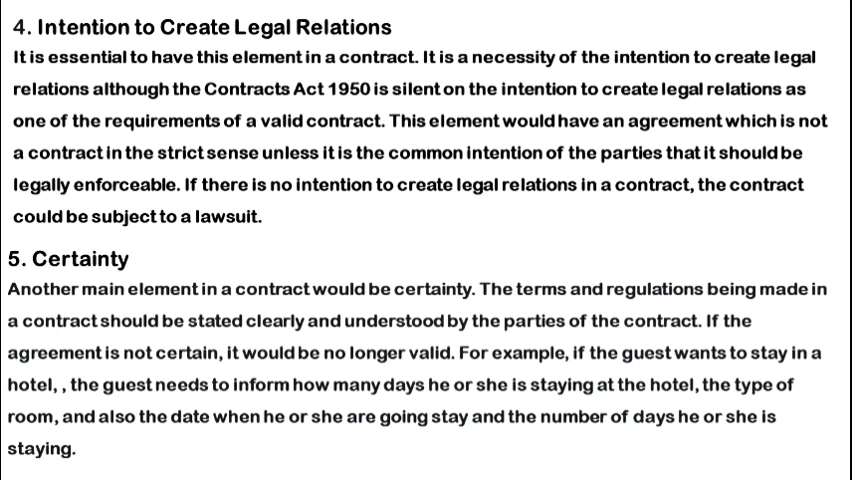 4. Intention to Create Legal Relations
It is essential to have this element in a contract. It is a necessity of the intention to create legal
relations although the Contracts Act 1950 is silent on the intention to create legal relations as
one of the requirements of a valid contract. This element would have an agreement which is not
a contract in the strict sense unless it is the common intention of the parties that it should be
legally enforceable. If there is no intention to create legal relations in a contract, the contract
could be subject to a lawsuit.
5. Certainty
Another main element in a contract would be certainty. The terms and regulations being made in
a contract should be stated clearly and understood by the parties of the contract. If the
agreement is not certain, it would be no longer valid. For example, if the guest wants to stay in a
hotel, , the guest needs to inform how many days he or she is staying at the hotel, the type of
room, and also the date when he or she are going stay and the number of days he or she is
staying.